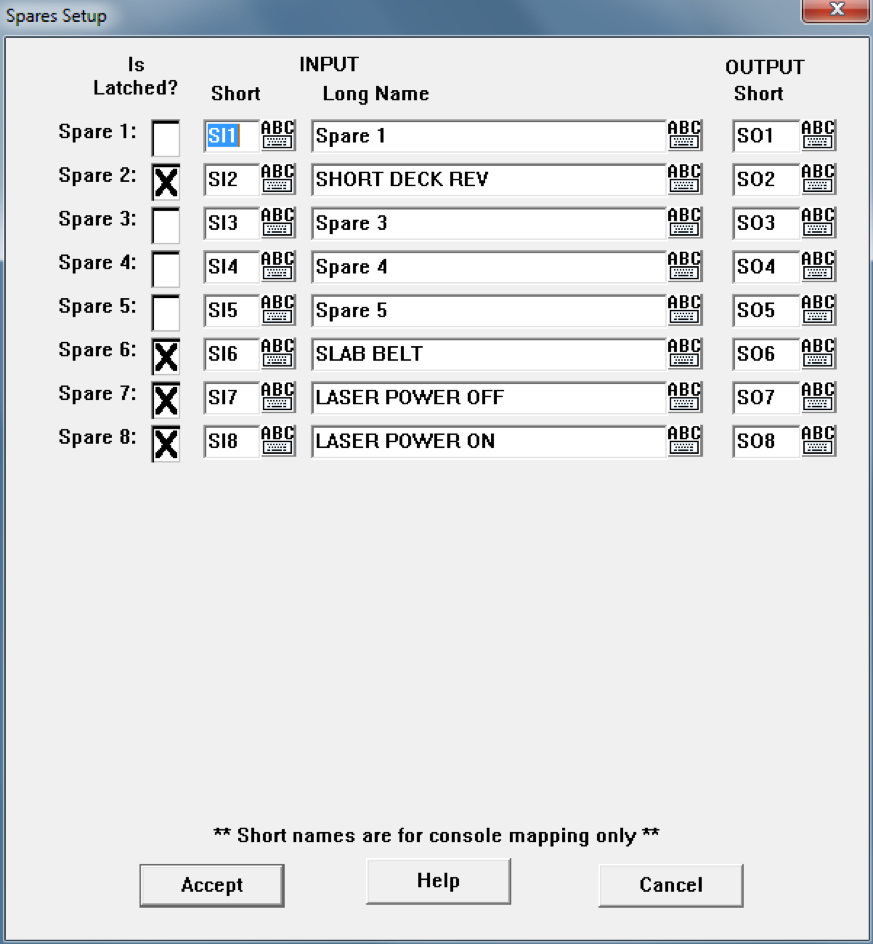 Spares Setup
Is INPUT OUTPUT
Latched? Short Long Name Short
Spare 1: SI1 ABC Spare 1 ABC SO1 ABC
Spare 2: X SI2 ABC SHORT DECK REV ABC SO2 ABC
Spare 3: SI3 ABC Spare 3 ABC SO3 ABC
Spare 4: SI4 ABC Spare 4 ABC SO4 ABC
Spare 5: SI5 ABC Spare 5 ABC SO5 ABC
Spare 6: X SI6 ABC SLAB BELT ABC SO6 ABC
Spare 7: X SI7 ABC LASER POWER OFF ABC SO7 ABC
Spare 8: X SI8 ABC LASER POWER ON ABC SO8 ABC
** Short names are for console mapping only **
Accept Help Cancel